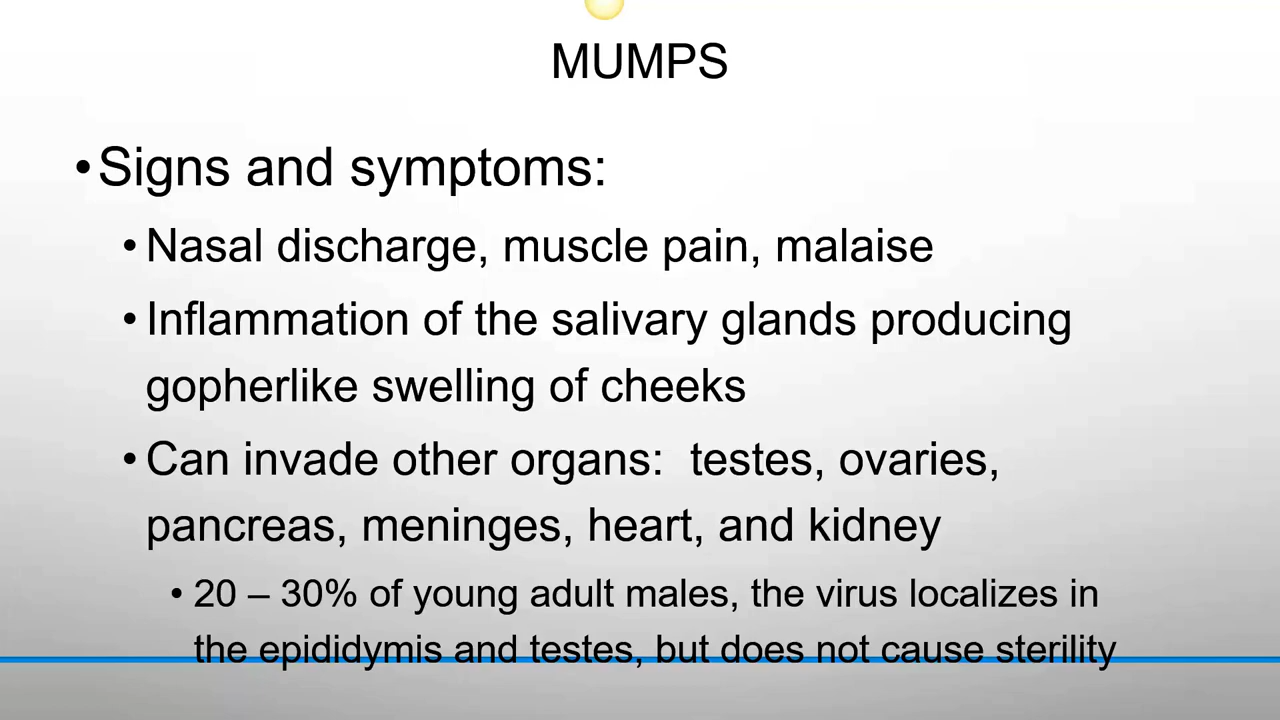 MUMPS
•Signs and symptoms:
•Nasal discharge, muscle pain, malaise
•Inflammation of the salivary glands producing
gopherlike swelling of cheeks
•Can invade other organs:  testes, ovaries,
pancreas, meninges, heart, and kidney
•20 – 30% of young adult males, the virus localizes in
the epididymis and testes, but does not cause sterility